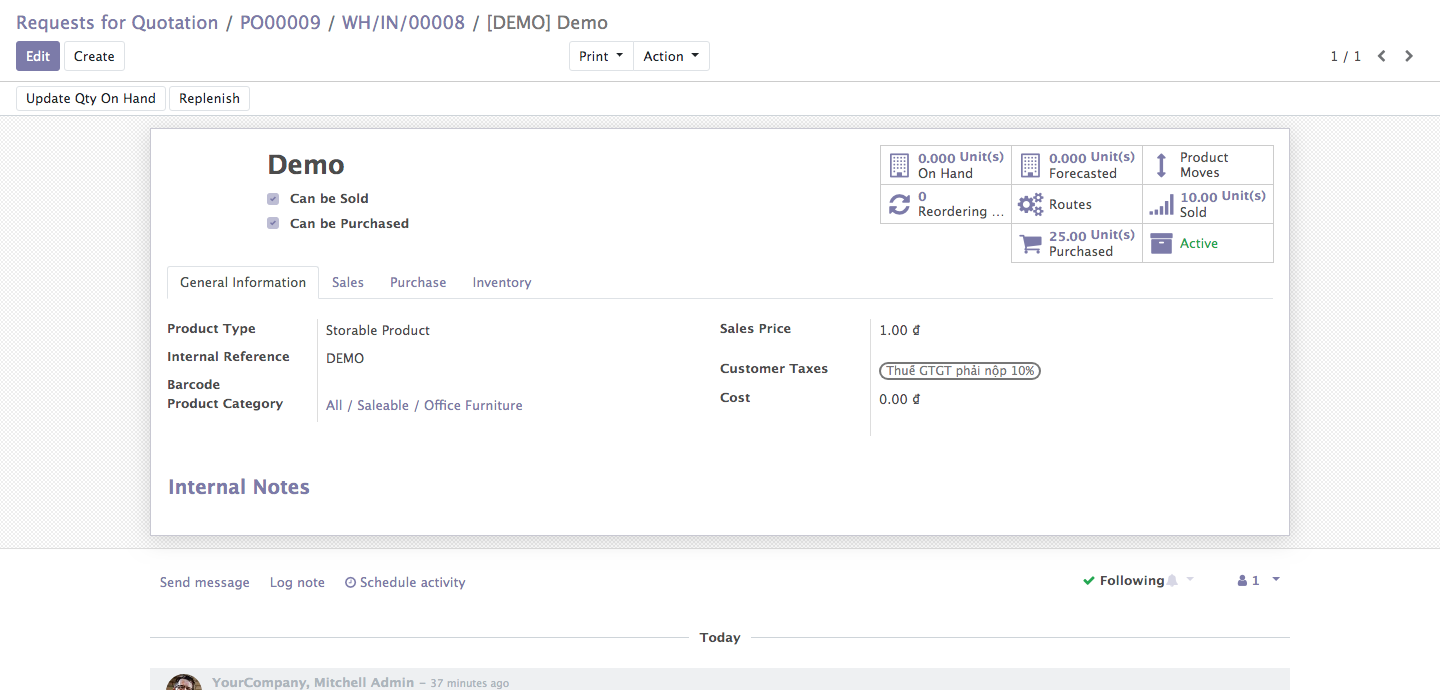 Requests for Quotation / PO00009 / WH/IN/00008 / [DEMO] Demo
Edit Create Print Action 1 / 1
Update Qty On Hand Replenish
Demo
Can be Sold
Can be Purchased
0.000 Unit(s) On Hand
0.000 Unit(s) Forecasted
Product Moves
0 Reordering ...
Routes
10.00 Unit(s) Sold
25.00 Unit(s) Purchased
Active
General Information Sales Purchase Inventory
Product Type Storable Product
Internal Reference DEMO
Barcode
Product Category All / Saleable / Office Furniture
Sales Price 1.00 ₫
Customer Taxes Thuế GTGT phải nộp 10%
Cost 0.00 ₫
Internal Notes
Send message Log note Schedule activity Following 1
Today
YourCompany, Mitchell Admin – 37 minutes ago